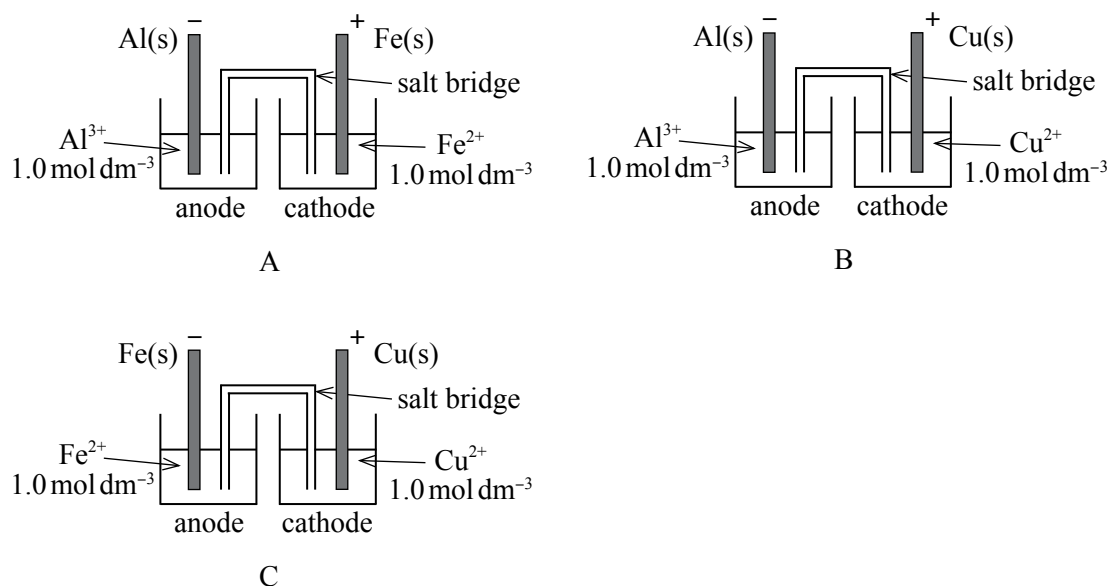 − +
Al(s) Fe(s)
salt bridge
Al³⁺ Fe²⁺
1.0 mol dm⁻³ 1.0 mol dm⁻³
anode cathode
A
− +
Al(s) Cu(s)
salt bridge
Al³⁺ Cu²⁺
1.0 mol dm⁻³ 1.0 mol dm⁻³
anode cathode
B
− +
Fe(s) Cu(s)
salt bridge
Fe²⁺ Cu²⁺
1.0 mol dm⁻³ 1.0 mol dm⁻³
anode cathode
C